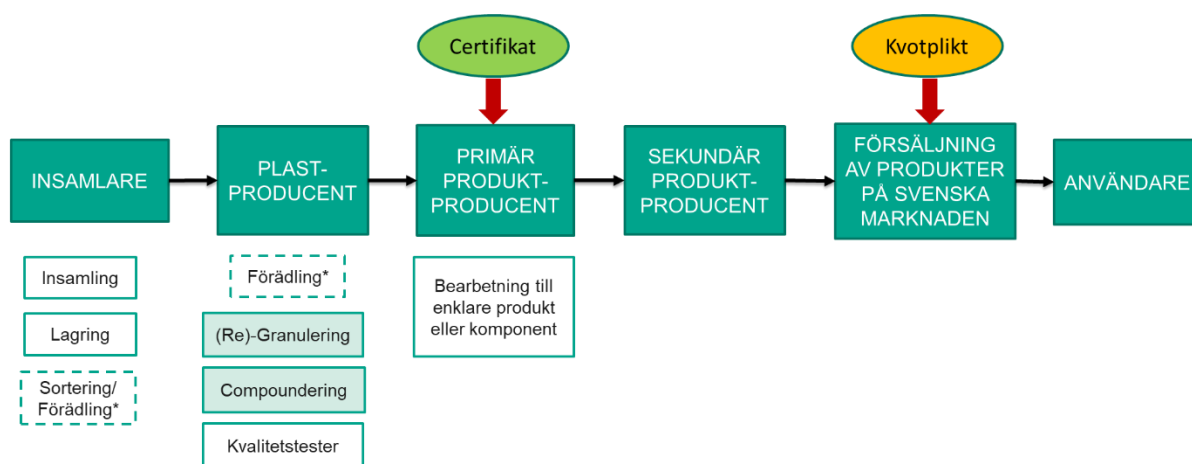 Certifikat
Kvotplikt
INSAMLARE
PLAST-
PRODUCENT
PRIMÄR
PRODUKT-
PRODUCENT
SEKUNDÄR
PRODUKT-
PRODUCENT
FÖRSÄLJNING
AV PRODUKTER
PÅ SVENSKA
MARKNADEN
ANVÄNDARE
Insamling
Lagring
Sortering/
Förädling*
Förädling*
(Re)-Granulering
Compoundering
Kvalitetstester
Bearbetning till
enklare produkt
eller komponent